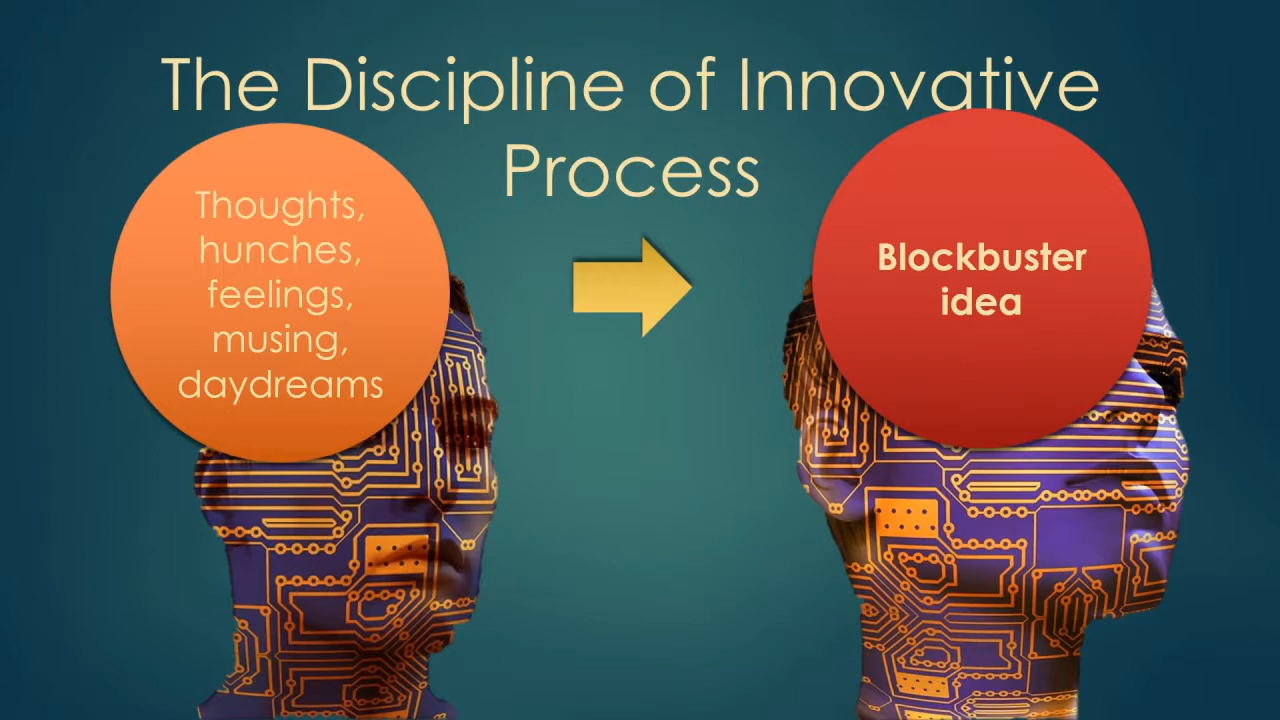 The Discipline of Innovative
Process
Thoughts,
hunches,
feelings,
musing,
daydreams
Blockbuster
idea